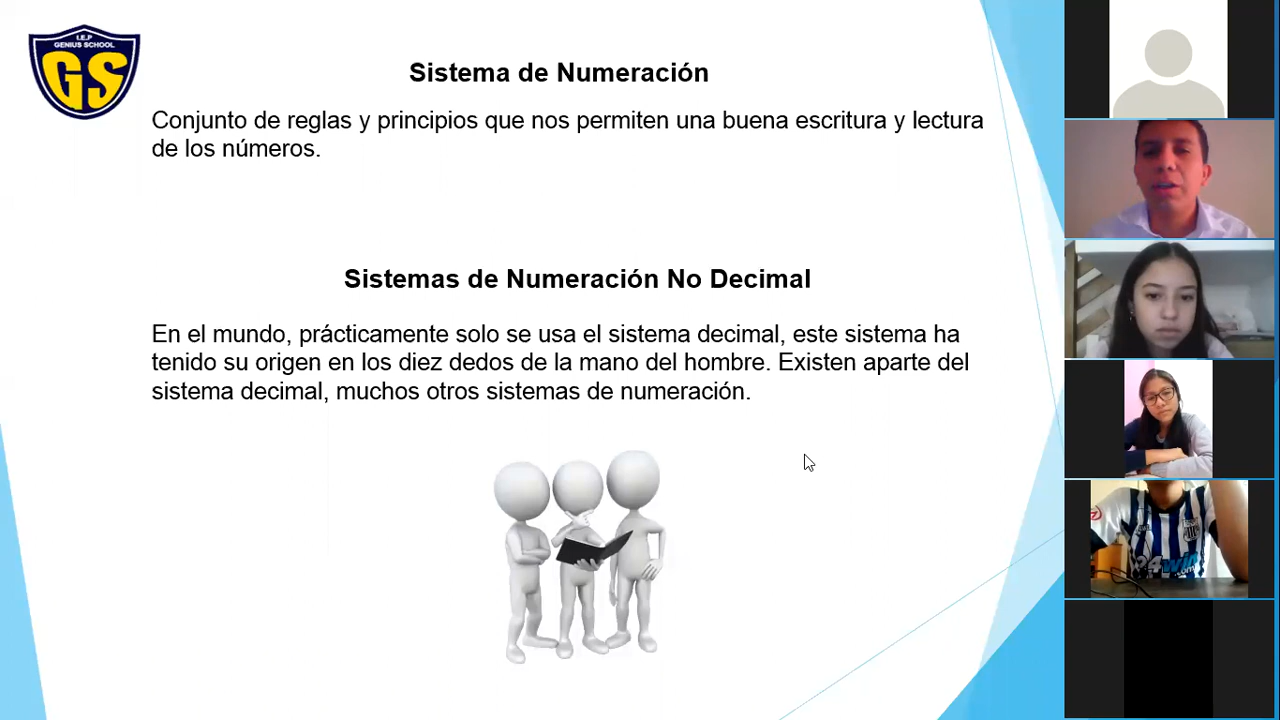 I.E.P
GENIUS SCHOOL
GS
Sistema de Numeración
Conjunto de reglas y principios que nos permiten una buena escritura y lectura
de los números.
Sistemas de Numeración No Decimal
En el mundo, prácticamente solo se usa el sistema decimal, este sistema ha
tenido su origen en los diez dedos de la mano del hombre. Existen aparte del
sistema decimal, muchos otros sistemas de numeración.